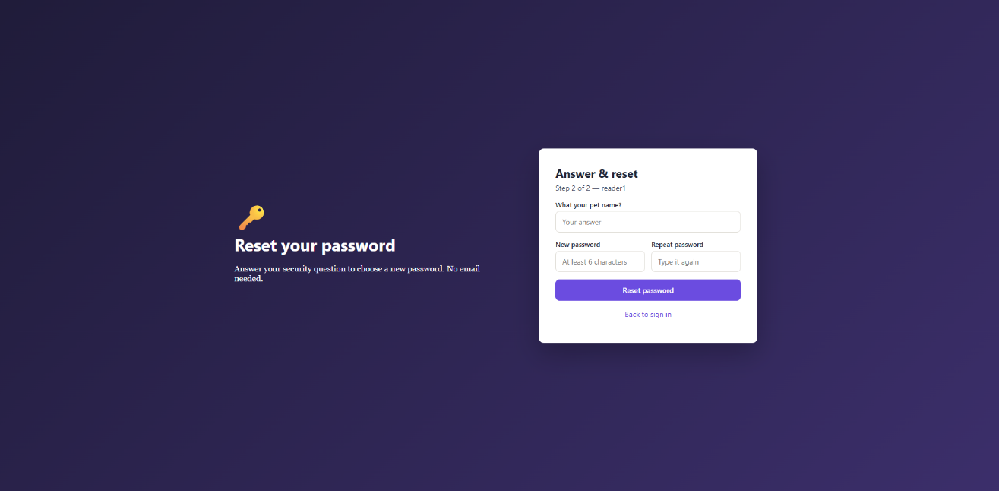 Reset your password
Answer your security question to choose a new password. No email
needed.
Answer & reset
Step 2 of 2 — reader1
What your pet name?
Your answer
New password
Repeat password
At least 6 characters
Type it again
Reset password
Back to sign in